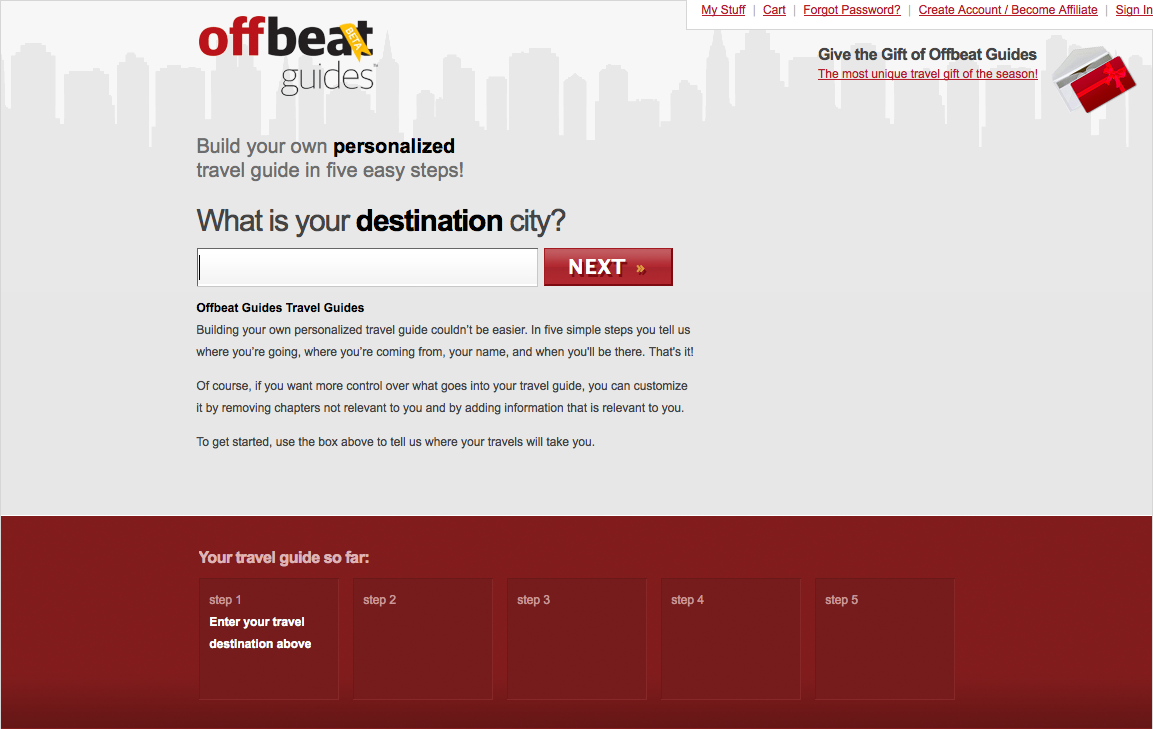 My Stuff | Cart | Forgot Password? | Create Account / Become Affiliate | Sign In
offbeat
BETA
guides™
Give the Gift of Offbeat Guides
The most unique travel gift of the season!
Build your own personalized
travel guide in five easy steps!
What is your destination city?
NEXT »
Offbeat Guides Travel Guides
Building your own personalized travel guide couldn’t be easier. In five simple steps you tell us
where you’re going, where you’re coming from, your name, and when you'll be there. That's it!
Of course, if you want more control over what goes into your travel guide, you can customize
it by removing chapters not relevant to you and by adding information that is relevant to you.
To get started, use the box above to tell us where your travels will take you.
Your travel guide so far:
step 1
Enter your travel
destination above
step 2
step 3
step 4
step 5